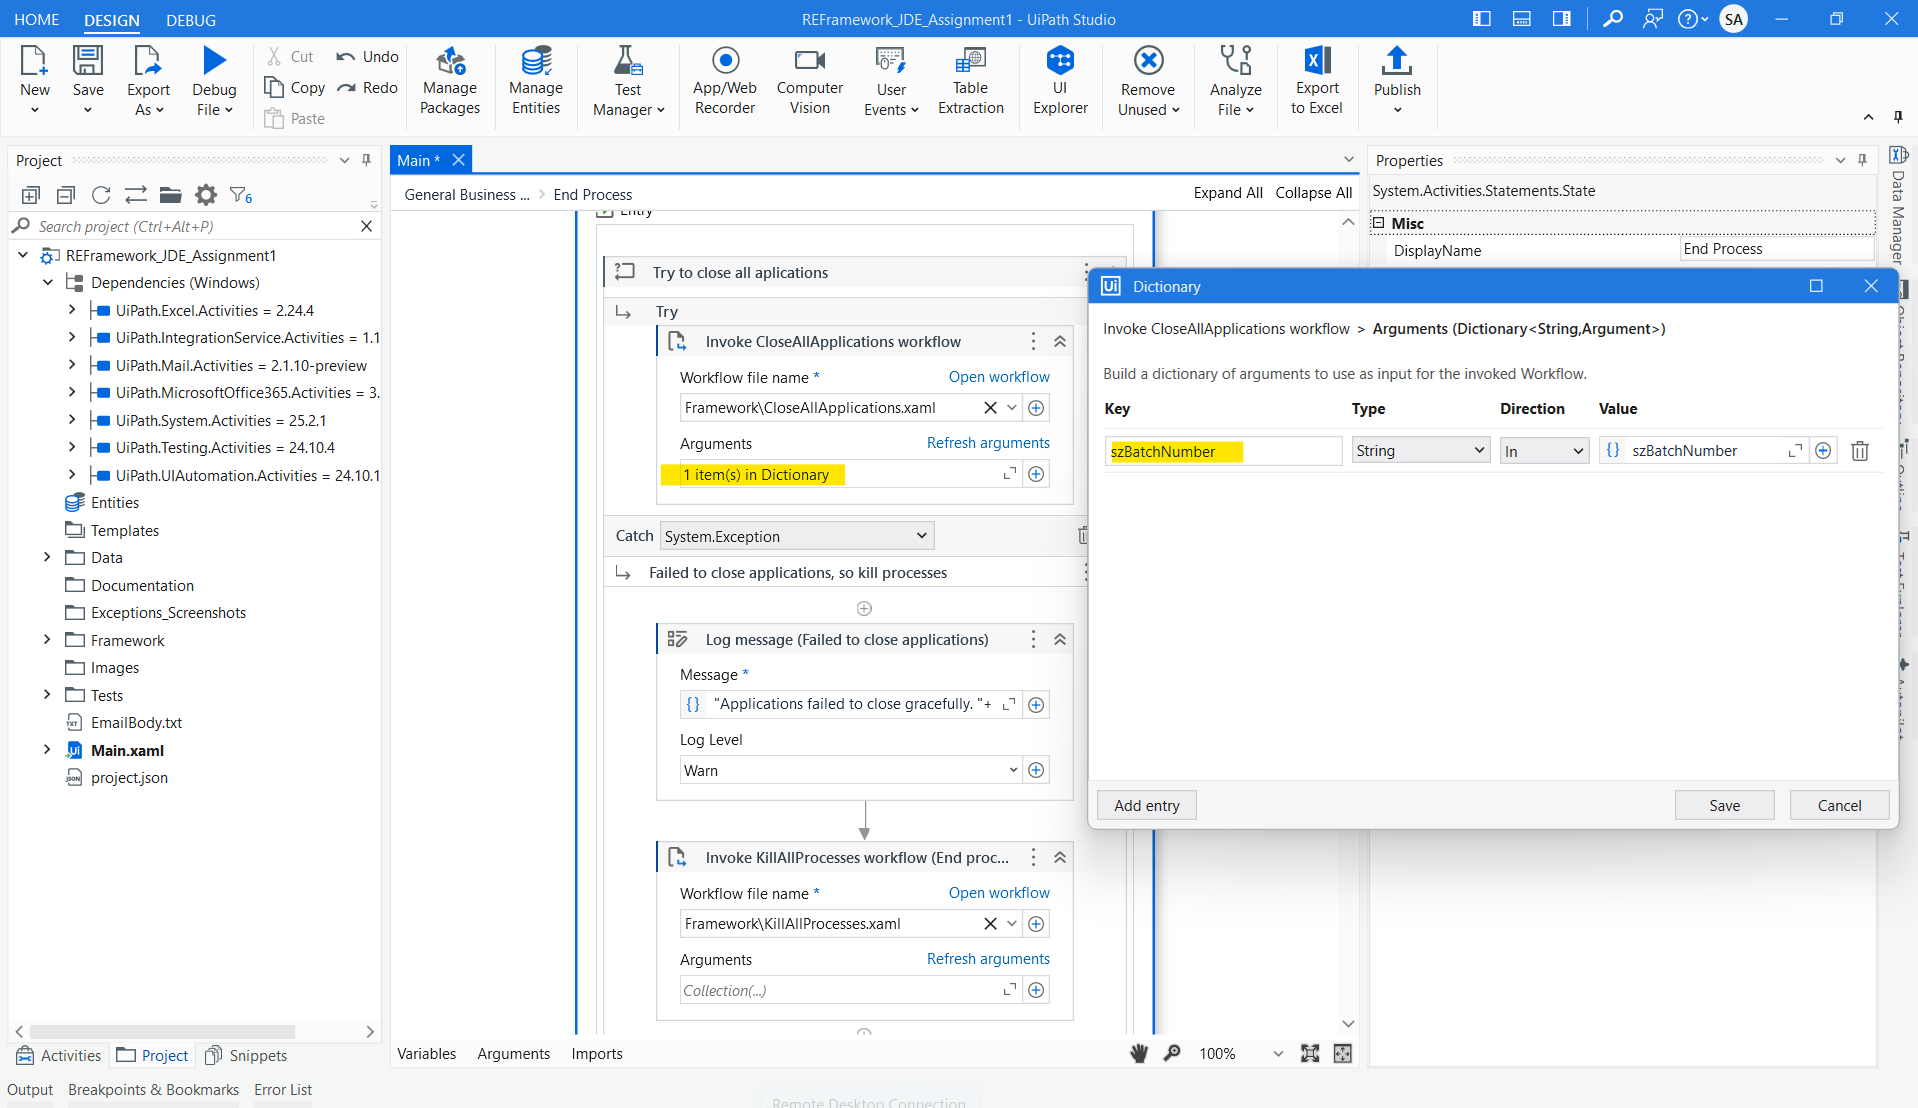 HOME DESIGN DEBUG
REFramework_JDE_Assignment1 - UiPath Studio
SA
New
Save
Export As
Debug File
Cut
Copy
Paste
Undo
Redo
Manage Packages
Manage Entities
Test Manager
App/Web Recorder
Computer Vision
User Events
Table Extraction
UI Explorer
Remove Unused
Analyze File
Export to Excel
Publish
Project
6
Search project (Ctrl+Alt+P)
REFramework_JDE_Assignment1
Dependencies (Windows)
UiPath.Excel.Activities = 2.24.4
UiPath.IntegrationService.Activities = 1.1
UiPath.Mail.Activities = 2.1.10-preview
UiPath.MicrosoftOffice365.Activities = 3.
UiPath.System.Activities = 25.2.1
UiPath.Testing.Activities = 24.10.4
UiPath.UIAutomation.Activities = 24.10.1
Entities
Templates
Data
Documentation
Exceptions_Screenshots
Framework
Images
Tests
EmailBody.txt
Main.xaml
project.json
Activities Project Snippets
Output Breakpoints & Bookmarks Error List
Main *
General Business ... > End Process
Expand All Collapse All
Entry
Try to close all aplications
Try
Invoke CloseAllApplications workflow
Workflow file name * Open workflow
Framework\CloseAllApplications.xaml
Arguments Refresh arguments
1 item(s) in Dictionary
Catch System.Exception
Failed to close applications, so kill processes
Log message (Failed to close applications)
Message *
{} "Applications failed to close gracefully. "+
Log Level
Warn
Invoke KillAllProcesses workflow (End proc...
Workflow file name * Open workflow
Framework\KillAllProcesses.xaml
Arguments Refresh arguments
Collection(...)
Variables Arguments Imports
100%
Properties
System.Activities.Statements.State
Misc
DisplayName End Process
Data Manager
Ui Dictionary
Invoke CloseAllApplications workflow > Arguments (Dictionary<String,Argument>)
Build a dictionary of arguments to use as input for the invoked Workflow.
Key Type Direction Value
szBatchNumber String In {} szBatchNumber
Add entry Save Cancel
Remote Desktop Connection